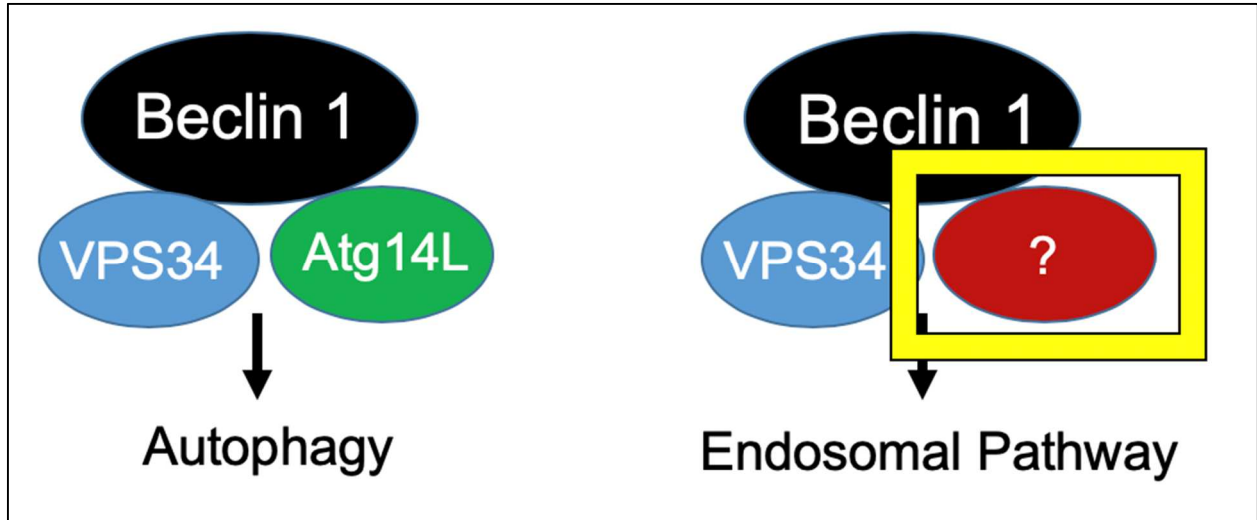 Beclin 1
VPS34
Atg14L
Autophagy
Beclin 1
VPS34
?
Endosomal Pathway